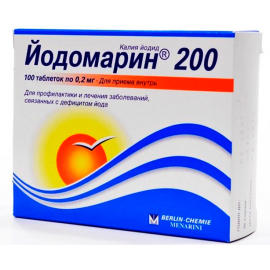 Калия йодид
Йодомарин® 200
100 таблеток по 0,2 мг · Для приема внутрь
Для профилактики и лечения заболеваний,
связанных с дефицитом йода
BERLIN-CHEMIE
MENARINI